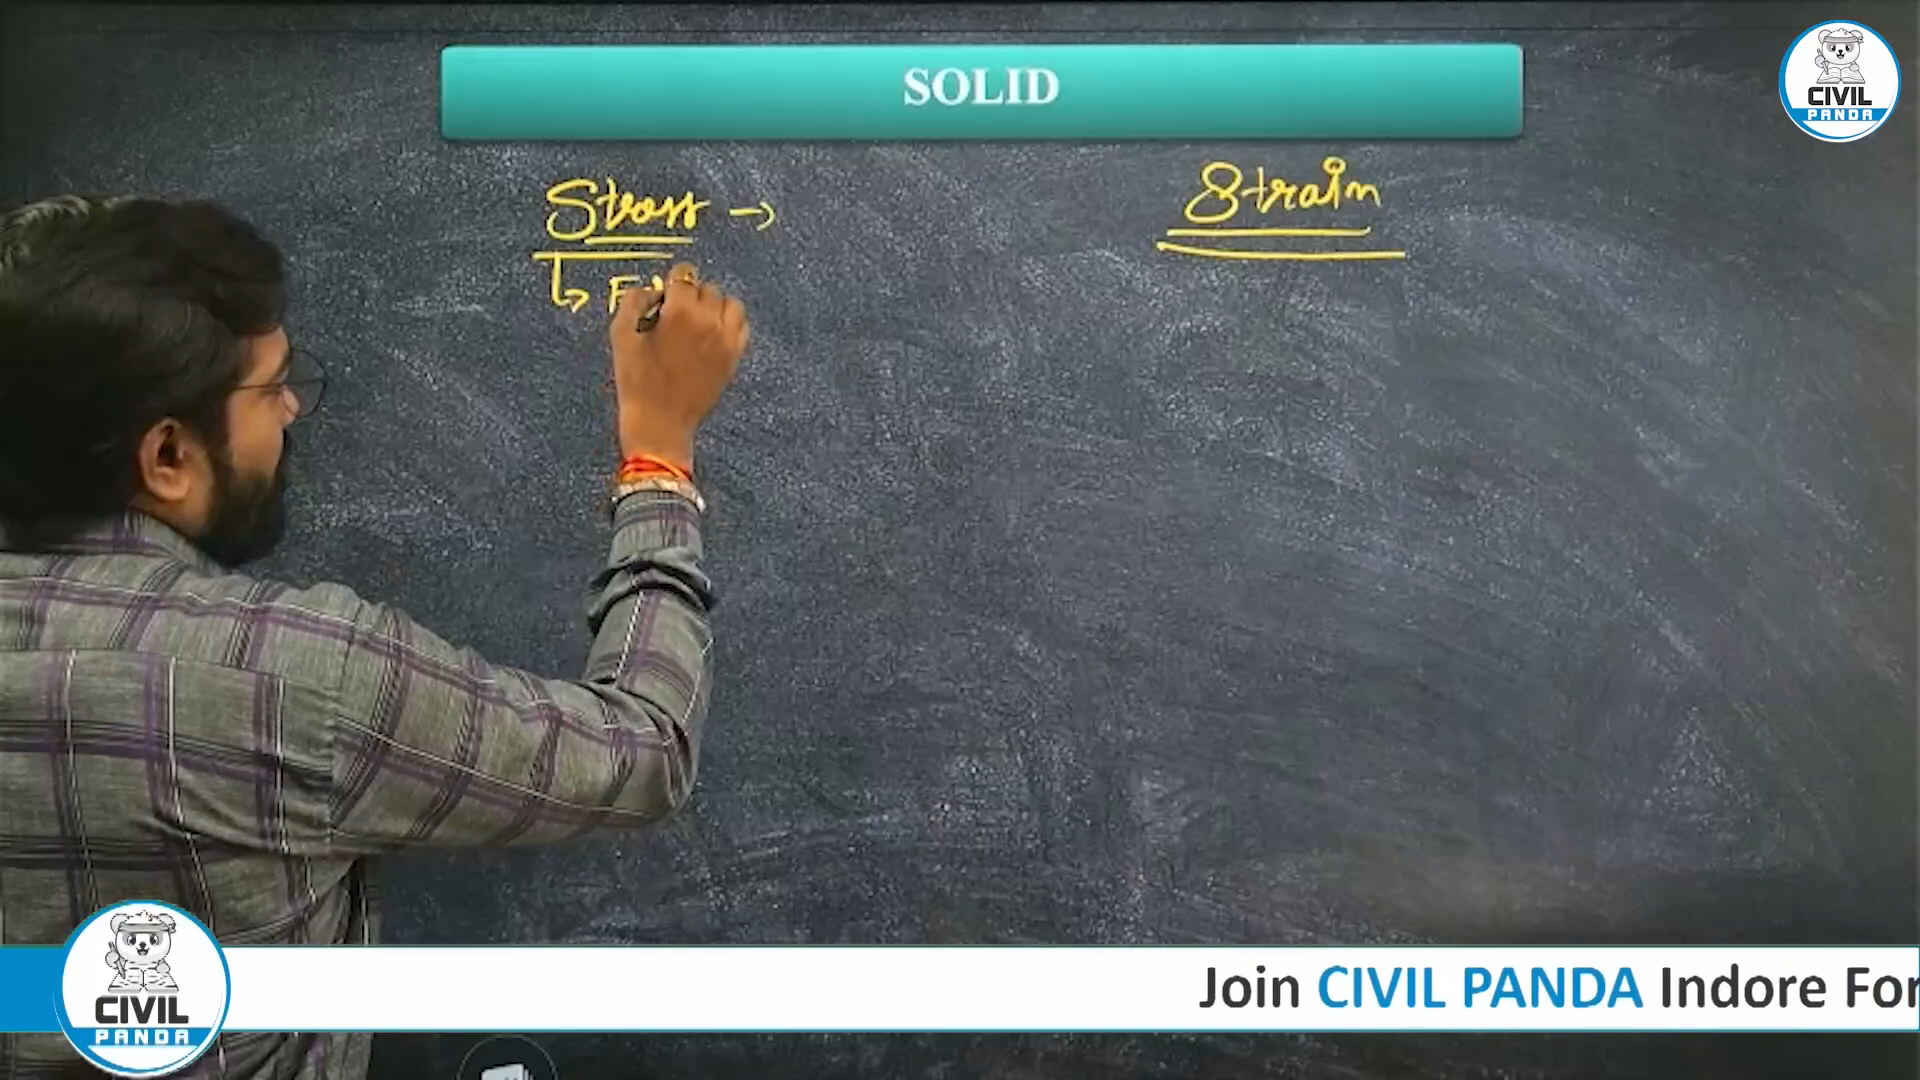 SOLID
CIVIL
PANDA
Stress →
Strain
↳ F
CIVIL
PANDA
Join CIVIL PANDA Indore For